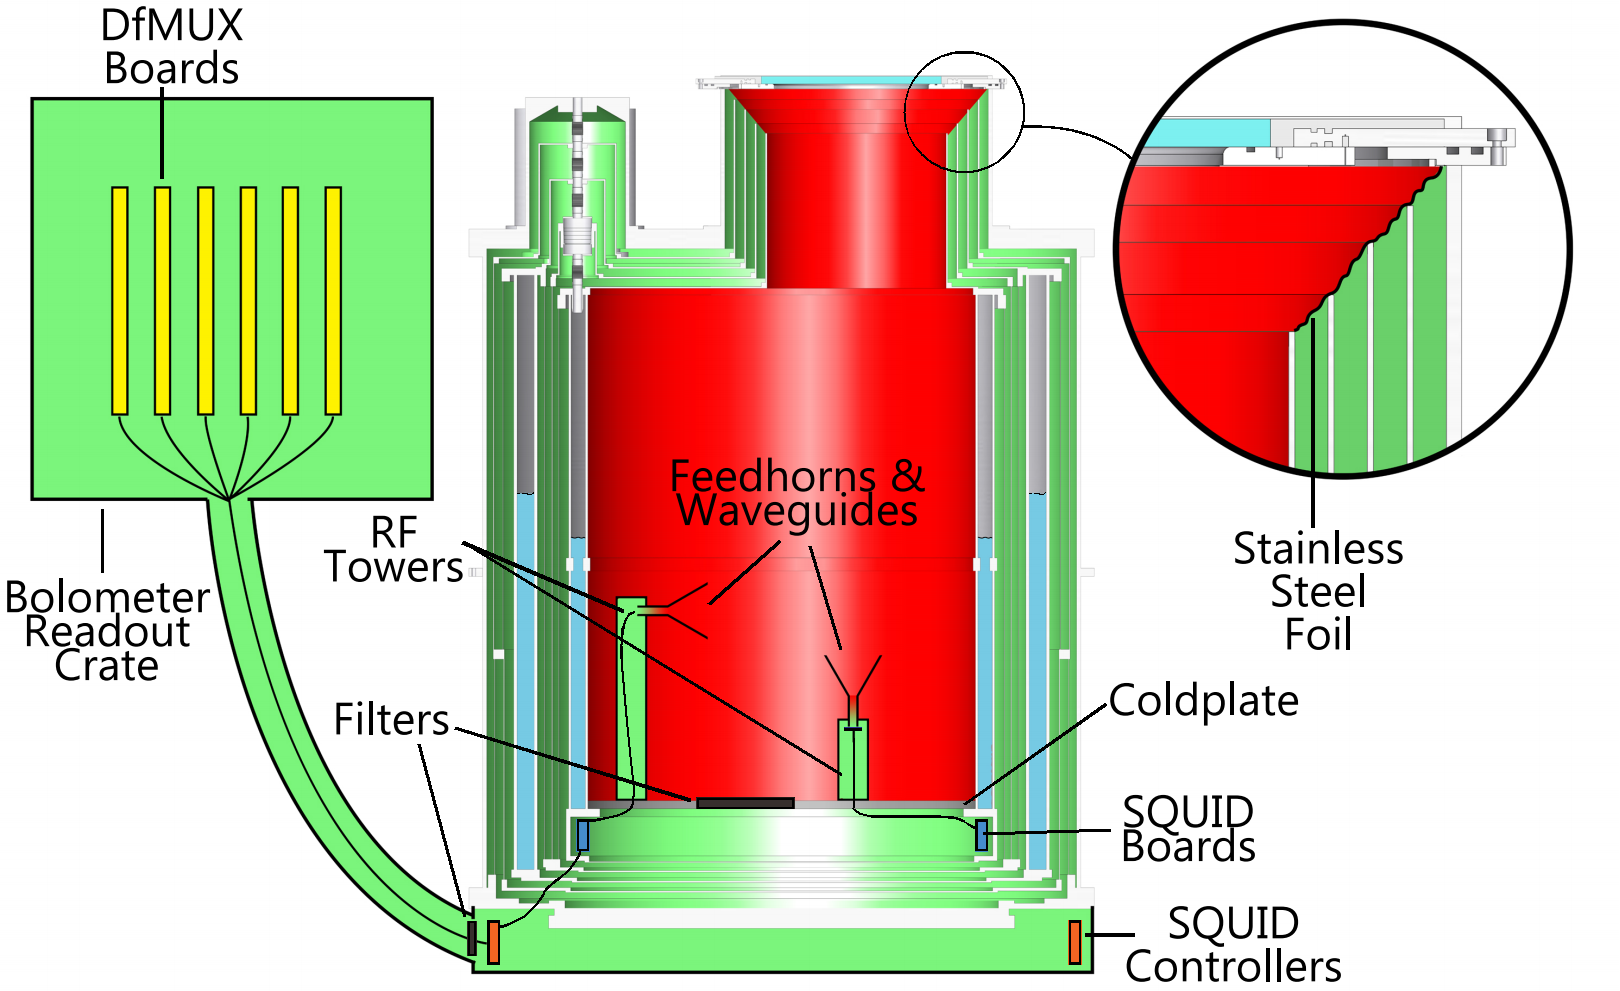 DfMUX
Boards
Bolometer
Readout
Crate
RF
Towers
Filters
Feedhorns &
Waveguides
Stainless
Steel
Foil
Coldplate
SQUID
Boards
SQUID
Controllers